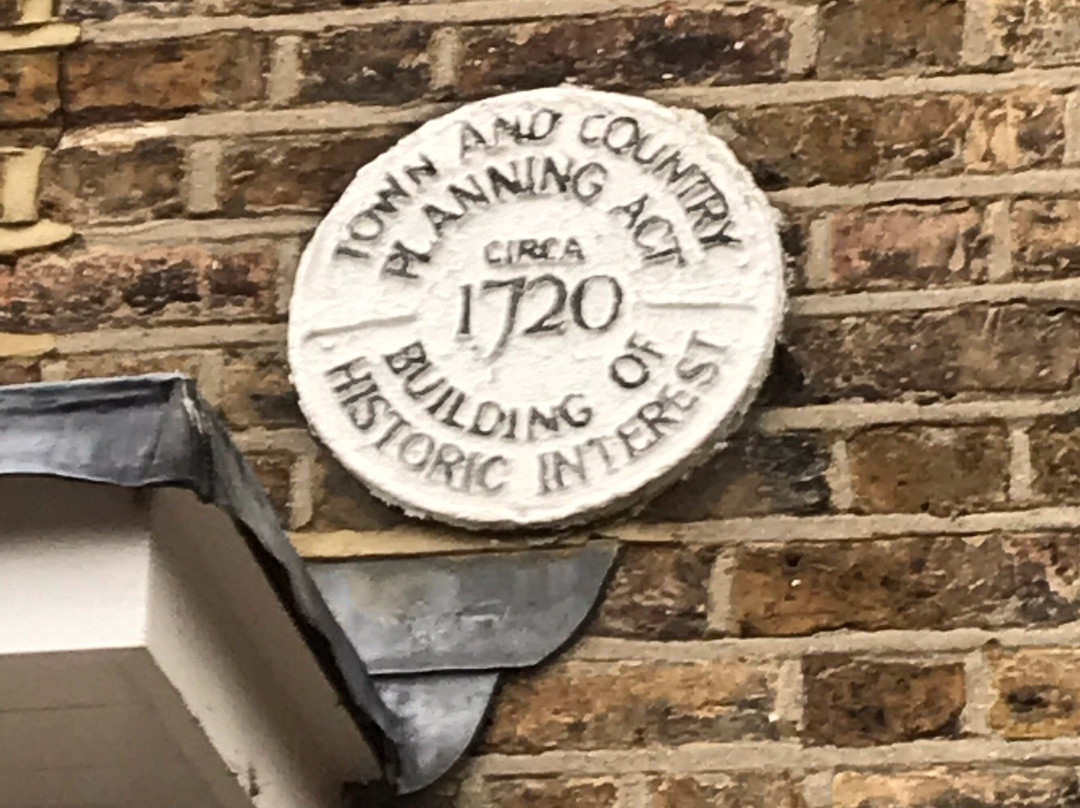 TOWN AND COUNTRY
PLANNING ACT
CIRCA
1720
BUILDING OF
HISTORIC INTEREST